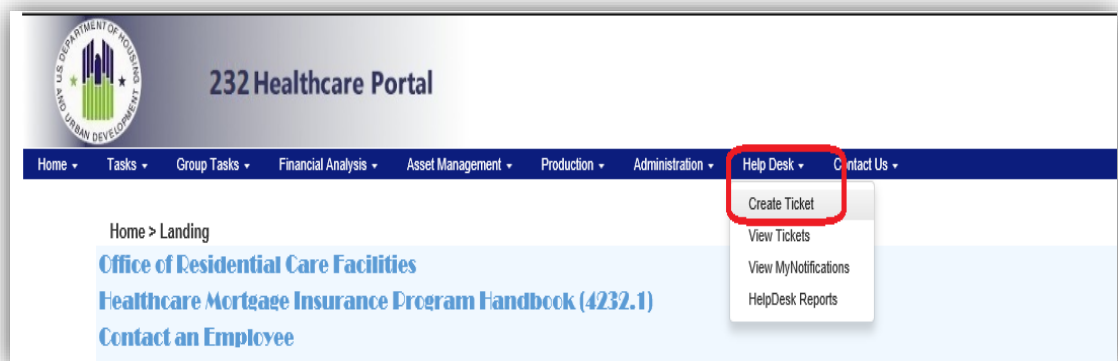 U.S. DEPARTMENT OF HOUSING
AND URBAN DEVELOPMENT
232 Healthcare Portal
Home Tasks Group Tasks Financial Analysis Asset Management Production Administration Help Desk Contact Us
Create Ticket
Home > Landing
View Tickets
Office of Residential Care Facilities
View MyNotifications
Healthcare Mortgage Insurance Program Handbook (4232.1)
HelpDesk Reports
Contact an Employee